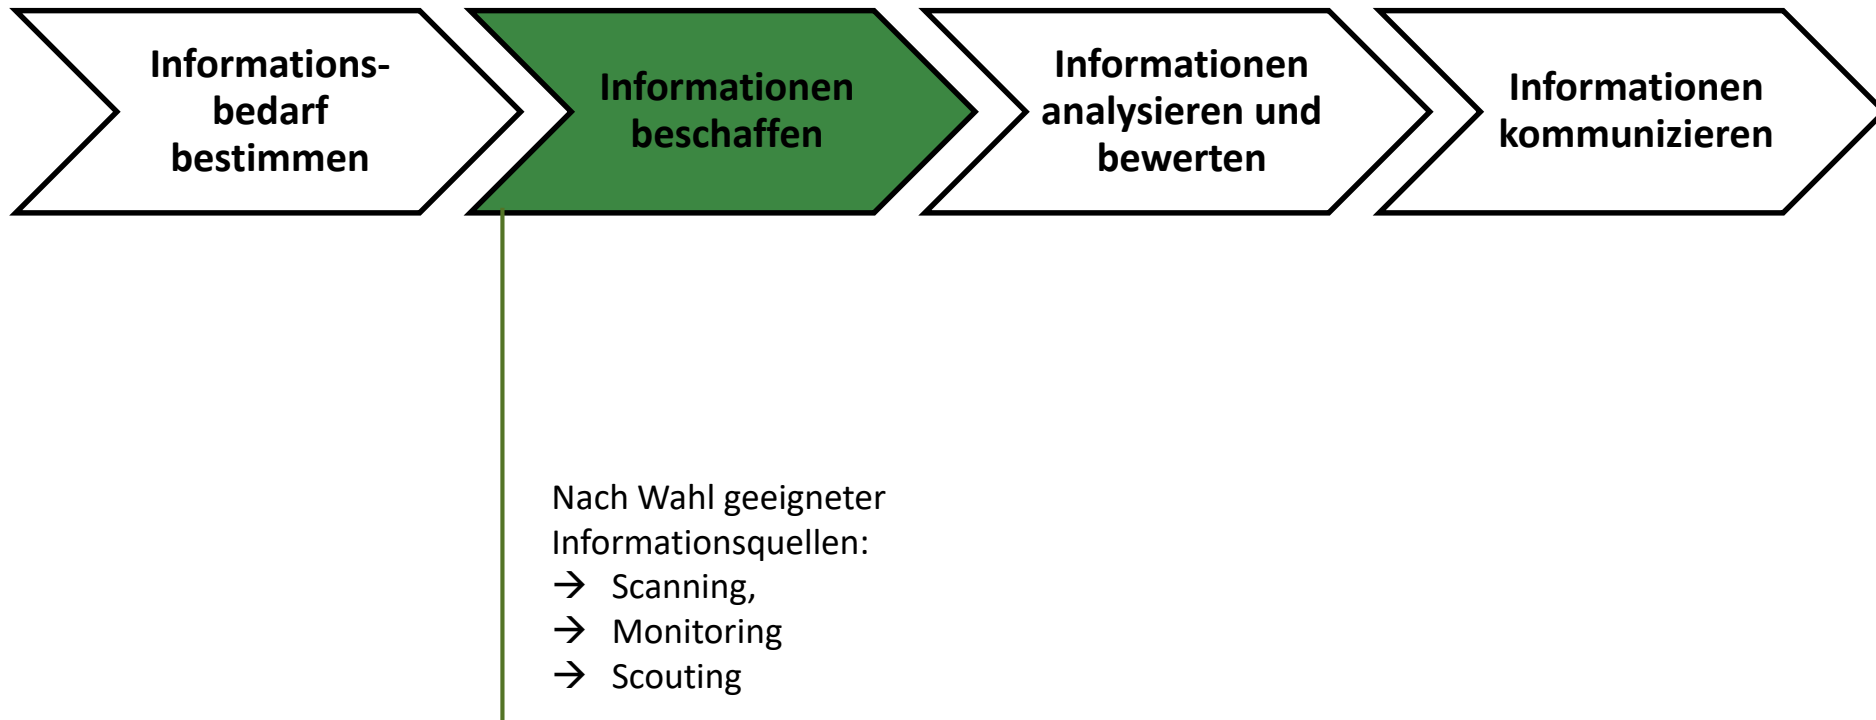 Informations-
bedarf
bestimmen
Informationen
beschaffen
Informationen
analysieren und
bewerten
Informationen
kommunizieren
Nach Wahl geeigneter
Informationsquellen:
→ Scanning,
→ Monitoring
→ Scouting